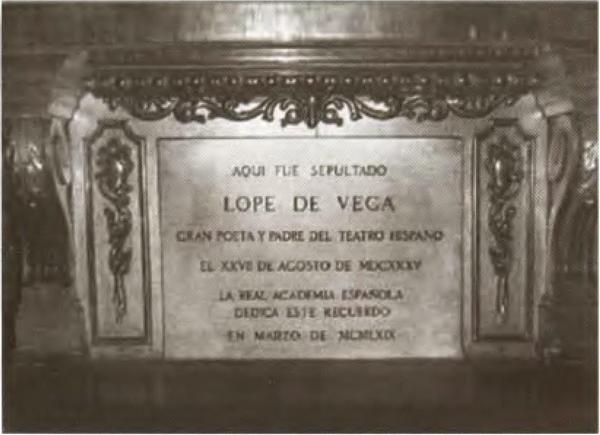 AQUI FUE SEPULTADO
LOPE DE VEGA
GRAN POETA Y PADRE DEL TEATRO HISPANO
EL XXVII DE AGOSTO DE MDCXXXV
LA REAL ACADEMIA ESPAÑOLA
DEDICA ESTE RECUERDO
EN MARZO DE MCMLXIX